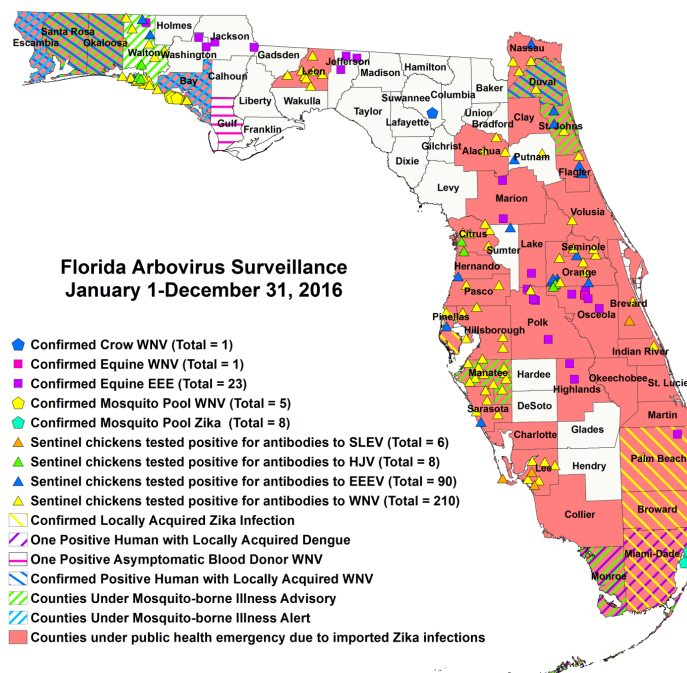 Holmes
Jackson
Nassau
Santa Rosa
Escambia
Okaloosa
Walton
Washington
Gadsden
Jefferson
Hamilton
Madison
Leon
Baker
Duval
Bay
Calhoun
Suwannee
Columbia
Liberty
Wakulla
Taylor
Union
Clay
Lafayette
Bradford
St. Johns
Gulf
Franklin
Gilchrist
Alachua
Putnam
Dixie
Flagler
Levy
Marion
Volusia
Citrus
Lake
Seminole
Sumter
Hernando
Orange
Pasco
Brevard
Osceola
Pinellas
Hillsborough
Polk
Indian River
Manatee
Hardee
Okeechobee
St. Lucie
Highlands
Sarasota
DeSoto
Martin
Charlotte
Glades
Lee
Hendry
Palm Beach
Broward
Collier
Miami-Dade
Monroe
Florida Arbovirus Surveillance
January 1-December 31, 2016
Confirmed Crow WNV (Total = 1)
Confirmed Equine WNV (Total = 1)
Confirmed Equine EEE (Total = 23)
Confirmed Mosquito Pool WNV (Total = 5)
Confirmed Mosquito Pool Zika (Total = 8)
Sentinel chickens tested positive for antibodies to SLEV (Total = 6)
Sentinel chickens tested positive for antibodies to HJV (Total = 8)
Sentinel chickens tested positive for antibodies to EEEV (Total = 90)
Sentinel chickens tested positive for antibodies to WNV (Total = 210)
Confirmed Locally Acquired Zika Infection
One Positive Human with Locally Acquired Dengue
One Positive Asymptomatic Blood Donor WNV
Confirmed Positive Human with Locally Acquired WNV
Counties Under Mosquito-borne Illness Advisory
Counties Under Mosquito-borne Illness Alert
Counties under public health emergency due to imported Zika infections